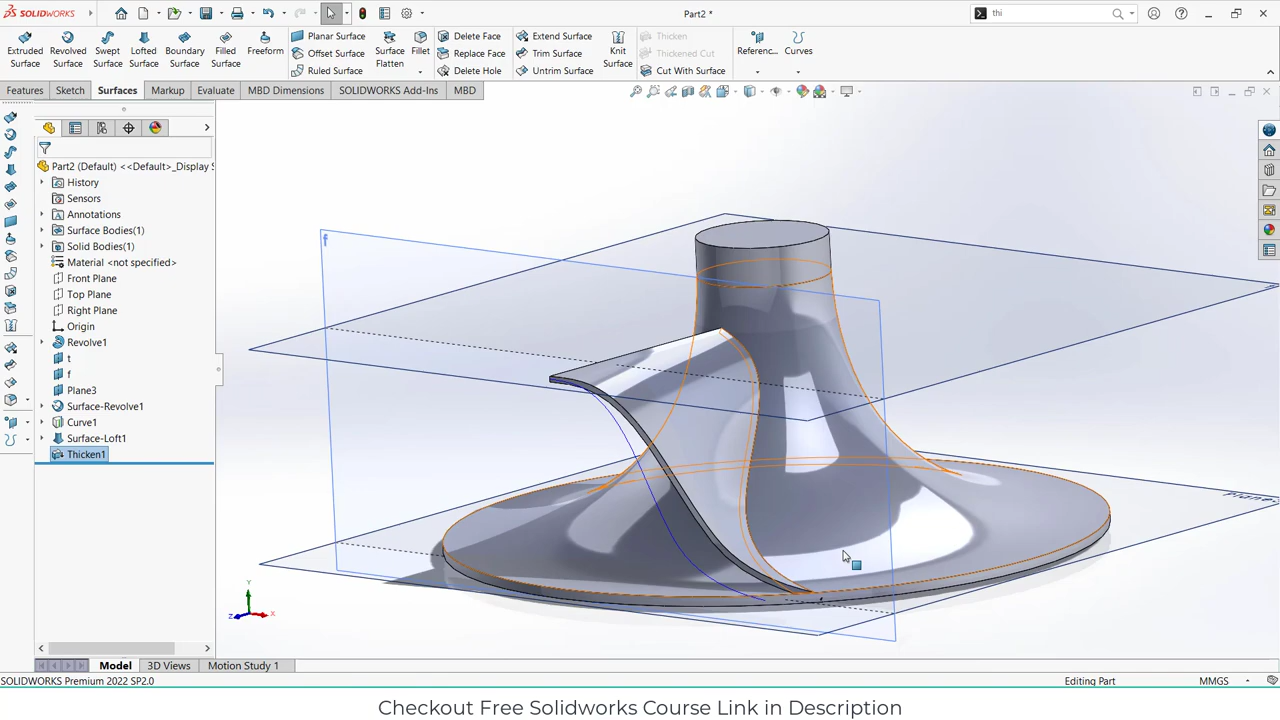 SOLIDWORKS
Part2 *
thi
Extruded Surface
Revolved Surface
Swept Surface
Lofted Surface
Boundary Surface
Filled Surface
Freeform
Planar Surface
Offset Surface
Ruled Surface
Surface Flatten
Fillet
Delete Face
Replace Face
Delete Hole
Extend Surface
Trim Surface
Untrim Surface
Knit Surface
Thicken
Thickened Cut
Cut With Surface
Referenc...
Curves
Features
Sketch
Surfaces
Markup
Evaluate
MBD Dimensions
SOLIDWORKS Add-Ins
MBD
Part2 (Default) <<Default>_Display S
History
Sensors
Annotations
Surface Bodies(1)
Solid Bodies(1)
Material <not specified>
Front Plane
Top Plane
Right Plane
Origin
Revolve1
t
f
Plane3
Surface-Revolve1
Curve1
Surface-Loft1
Thicken1
f
Plane
Y
Z
X
Model
3D Views
Motion Study 1
SOLIDWORKS Premium 2022 SP2.0
Editing Part
MMGS
Checkout Free Solidworks Course Link in Description